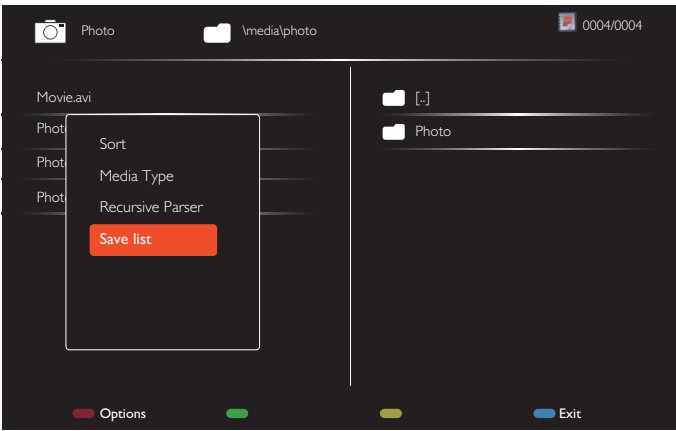 Photo
\media\photo
0004/0004
Movie.avi
[..]
Photo
Sort
Media Type
Recursive Parser
Save list
Options
Exit